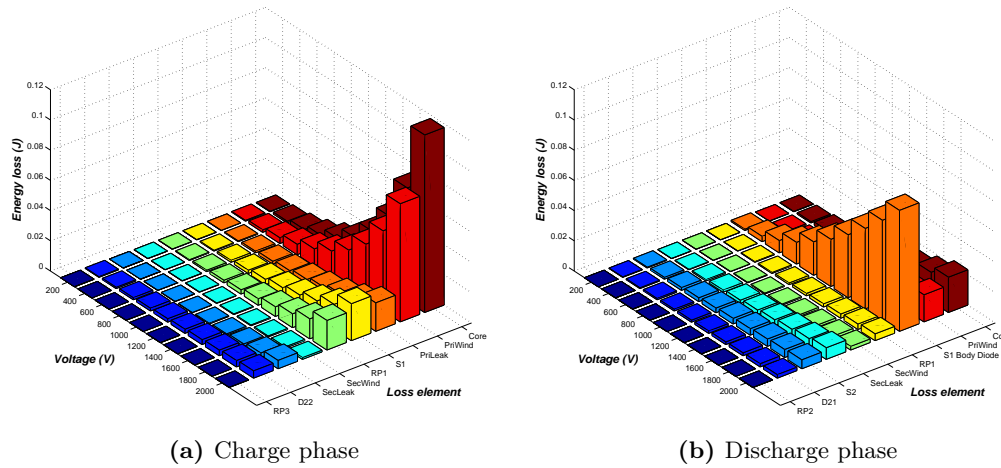 0.12
0.1
0.08
0.06
0.04
0.02
0
Energy loss (J)
200
400
600
800
1000
1200
1400
1600
1800
2000
Voltage (V)
RP3
D22
SecLeak
SecWind
RP1
S1
PriLeak
PriWind
Core
Loss element
(a) Charge phase
0.12
0.1
0.08
0.06
0.04
0.02
0
Energy loss (J)
200
400
600
800
1000
1200
1400
1600
1800
2000
Voltage (V)
RP2
D21
S2
SecLeak
SecWind
RP1
S1 Body Diode
PriWind
Co
Loss element
(b) Discharge phase